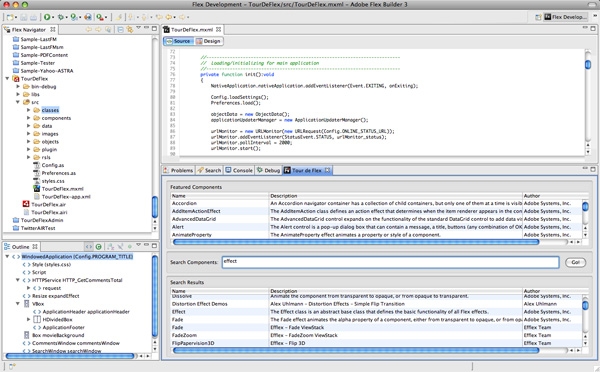 Flex Development - TourDeFlex/src/TourDeFlex.mxml - Adobe Flex Builder 3
Flex Develop...
Flex Navigator
Sample-LastFM
Sample-LastFMsm
Sample-PDFContent
Sample-Tester
Sample-Yahoo-ASTRA
TourDeFlex
bin-debug
libs
src
classes
components
data
images
objects
plugin
rsls
Config.as
Preferences.as
styles.css
TourDeFlex.mxml
TourDeFlex-app.xml
TourDeFlex.air
TourDeFlex.airi
TourDeFlexAdmin
TwitterAIRTest
Outline
WindowedApplication (Config.PROGRAM_TITLE)
Style (styles.css)
Script
HTTPService HTTP_GetCommentsTotal
request
Resize expandEffect
VBox
ApplicationHeader applicationHeader
HDividedBox
ApplicationFooter
Box movieBackground
CommentsWindow commentsWindow
SearchWindow searchWindow
TourDeFlex.mxml
Source Design
72
73 //------
74 // Loading/initializing for main application
75 //------
76 private function init():void
77 {
78 NativeApplication.nativeApplication.addEventListener(Event.EXITING, onExiting);
79
80 Config.loadSettings();
81 Preferences.load();
82
83 objectData = new ObjectData();
84 applicationUpdaterManager = new ApplicationUpdaterManager();
85
86 urlMonitor = new URLMonitor(new URLRequest(Config.ONLINE_STATUS_URL));
87 urlMonitor.addEventListener(StatusEvent.STATUS, urlMonitor_status);
88 urlMonitor.pollInterval = 2000;
89 urlMonitor.start();
90
Problems Search Console Debug Tour de Flex
Featured Components
Name Description Author
Accordion An Accordion navigator container has a collection of child containers, but only one of them at a time is visib Adobe Systems, Inc.
AddItemActionEffect The AddItemAction class defines an action effect that determines when the item renderer appears in the con Adobe Systems, Inc.
AdvancedDataGrid The AdvancedDataGrid control expands on the functionality of the standard DataGrid control to add data vi Adobe Systems, Inc.
Alert The Alert control is a pop-up dialog box that can contain a message, a title, buttons (any combination of OK Adobe Systems, Inc.
AnimateProperty The AnimateProperty effect animates a property or style of a component. Adobe Systems, Inc.
Search Components: effect Go!
Search Results
Name Description Author
Dissolve Animate the component from transparent to opaque, or from opaque to transparent. Adobe Systems, Inc.
Distortion Effect Demos Alex Uhlmann - Distortion Effects - Simple Flip Transition Alex Uhlmann
Effect The Effect class is an abstract base class that defines the basic functionality of all Flex effects. Adobe Systems, Inc.
Fade The Fade effect animates the alpha property of a component, either from transparent to opaque, or from opa Adobe Systems, Inc.
Fade Efflex - Fade ViewStack Efflex Team
FadeZoom Efflex - FadeZoom ViewStack Efflex Team
FlipPapervision 3D Efflex - Flip 3D Efflex Team